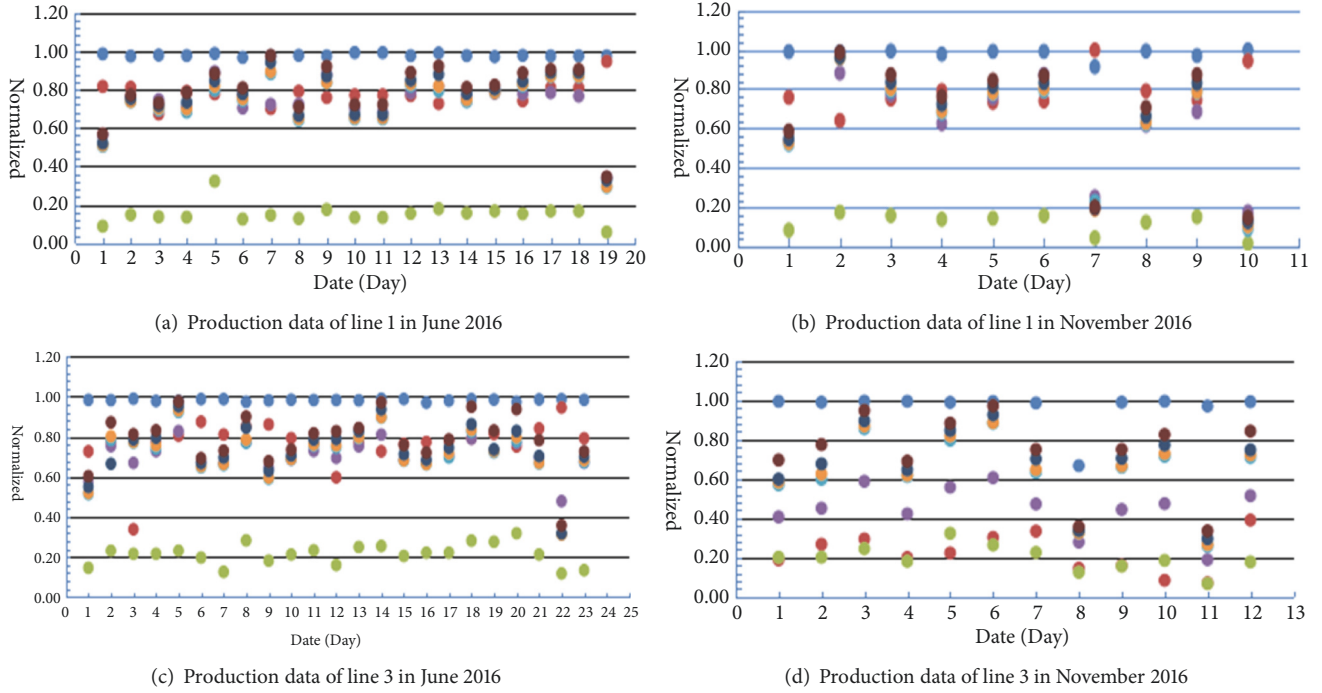 Normalized
1.20
1.00
0.80
0.60
0.40
0.20
0.00
0 1 2 3 4 5 6 7 8 9 10 11 12 13 14 15 16 17 18 19 20
Date (Day)
(a) Production data of line 1 in June 2016
Normalized
1.20
1.00
0.80
0.60
0.40
0.20
0.00
0 1 2 3 4 5 6 7 8 9 10 11
Date (Day)
(b) Production data of line 1 in November 2016
Normalized
1.20
1.00
0.80
0.60
0.40
0.20
0.00
0 1 2 3 4 5 6 7 8 9 10 11 12 13 14 15 16 17 18 19 20 21 22 23 24 25
Date (Day)
(c) Production data of line 3 in June 2016
Normalized
1.20
1.00
0.80
0.60
0.40
0.20
0.00
0 1 2 3 4 5 6 7 8 9 10 11 12 13
Date (Day)
(d) Production data of line 3 in November 2016